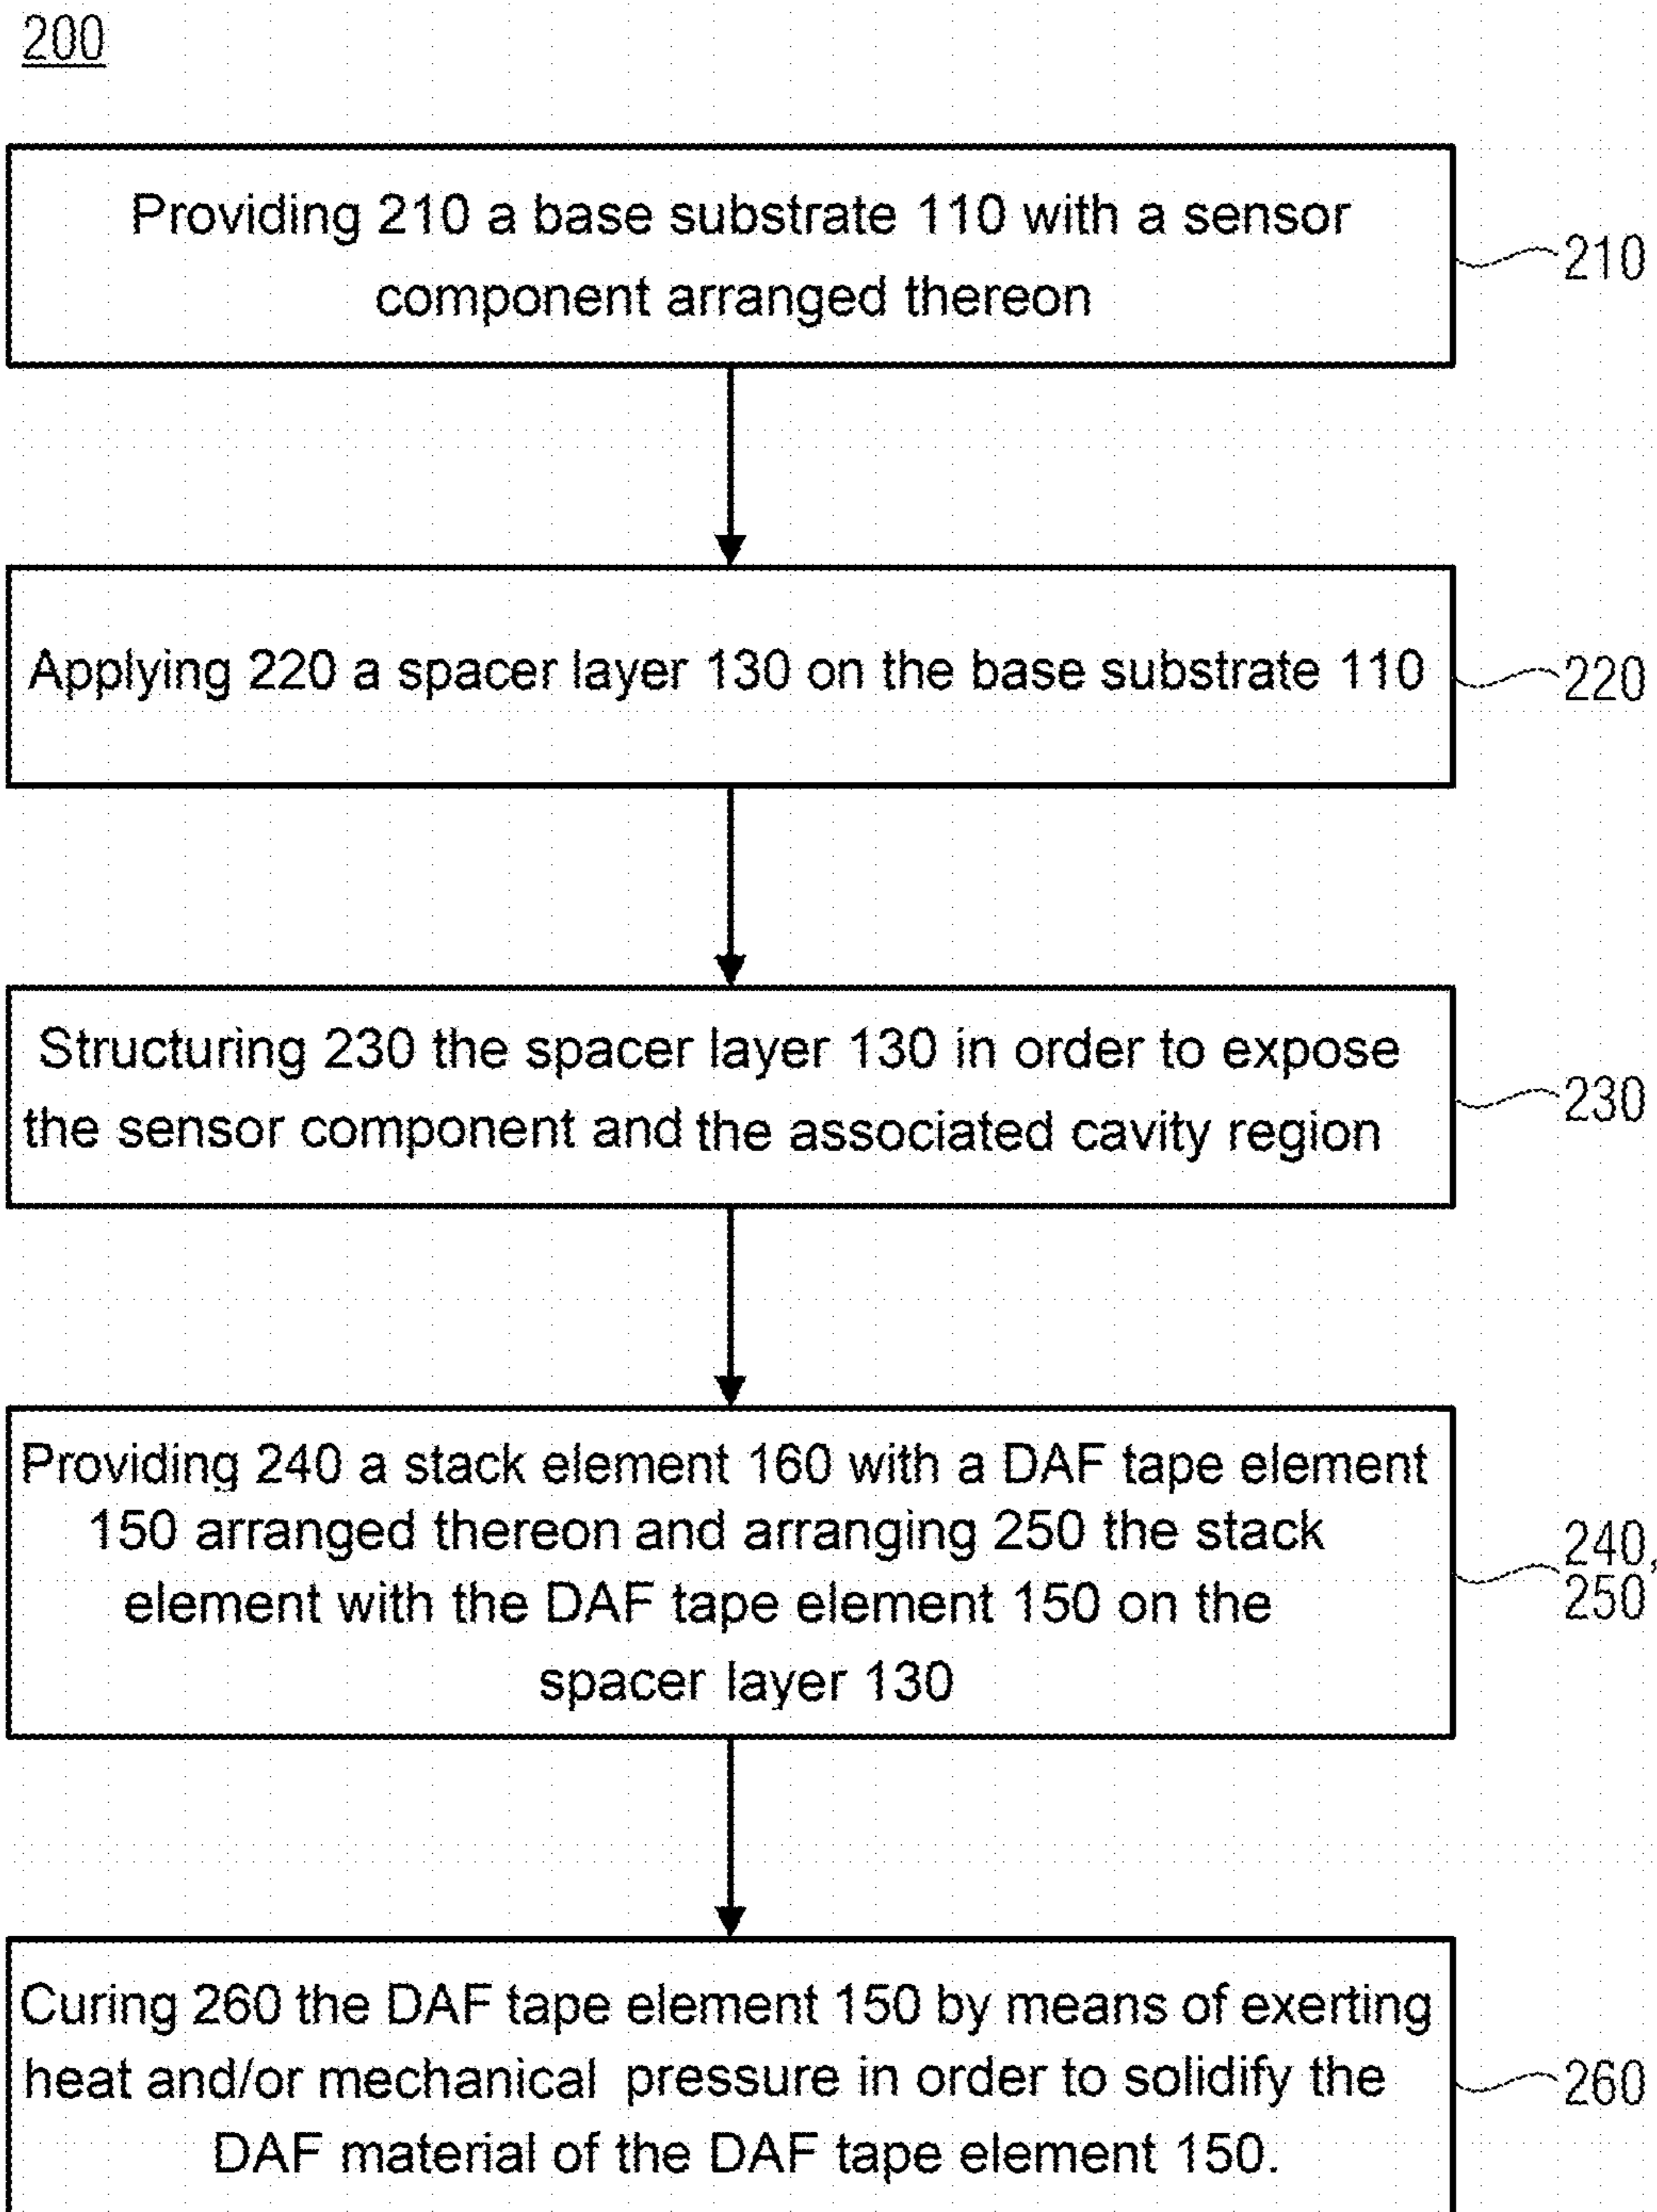 200
Providing 210 a base substrate 110 with a sensor
component arranged thereon
210
Applying 220 a spacer layer 130 on the base substrate 110
220
Structuring 230 the spacer layer 130 in order to expose
the sensor component and the associated cavity region
230
Providing 240 a stack element 160 with a DAF tape element
150 arranged thereon and arranging 250 the stack
element with the DAF tape element 150 on the
spacer layer 130
240,
250
Curing 260 the DAF tape element 150 by means of exerting
heat and/or mechanical pressure in order to solidify the
DAF material of the DAF tape element 150.
260